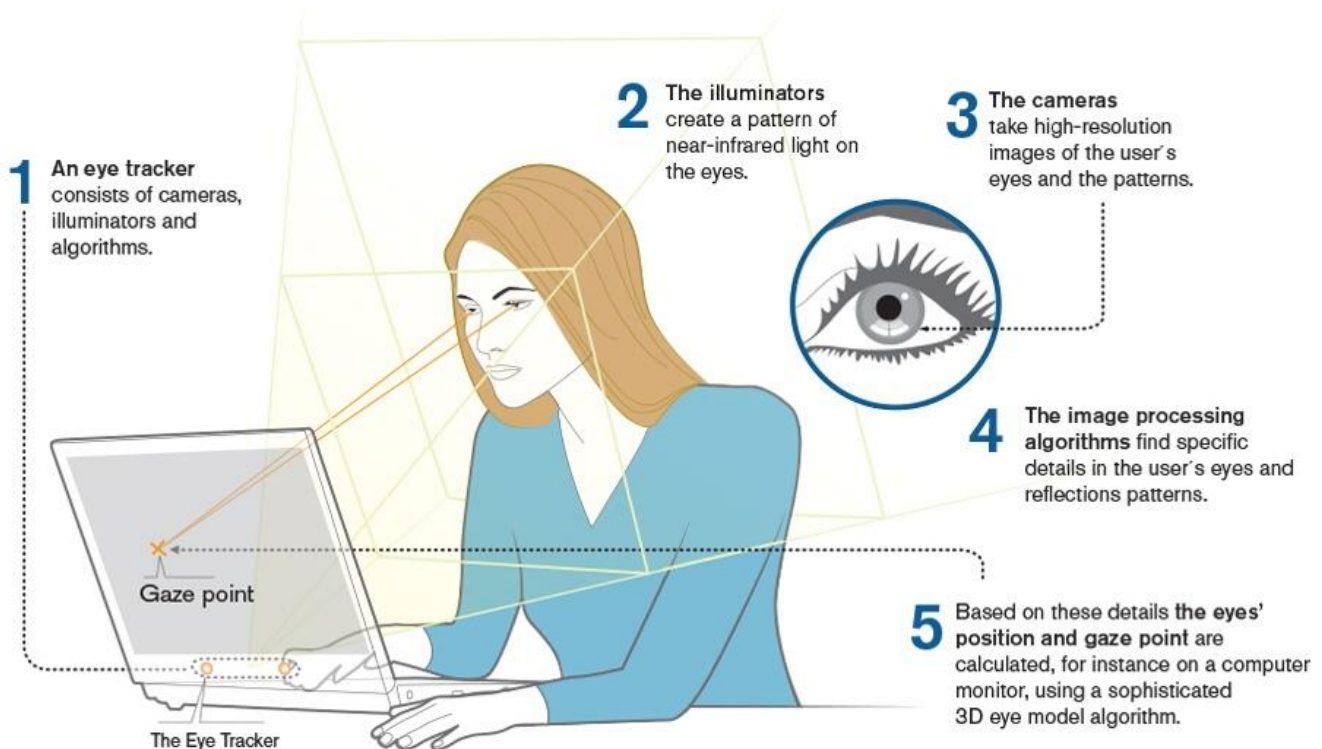 1
An eye tracker
consists of cameras,
illuminators and
algorithms.
2
The illuminators
create a pattern of
near-infrared light on
the eyes.
3
The cameras
take high-resolution
images of the user´s
eyes and the patterns.
4
The image processing
algorithms find specific
details in the user´s eyes and
reflections patterns.
5
Based on these details the eyes’
position and gaze point are
calculated, for instance on a computer
monitor, using a sophisticated
3D eye model algorithm.
Gaze point
The Eye Tracker